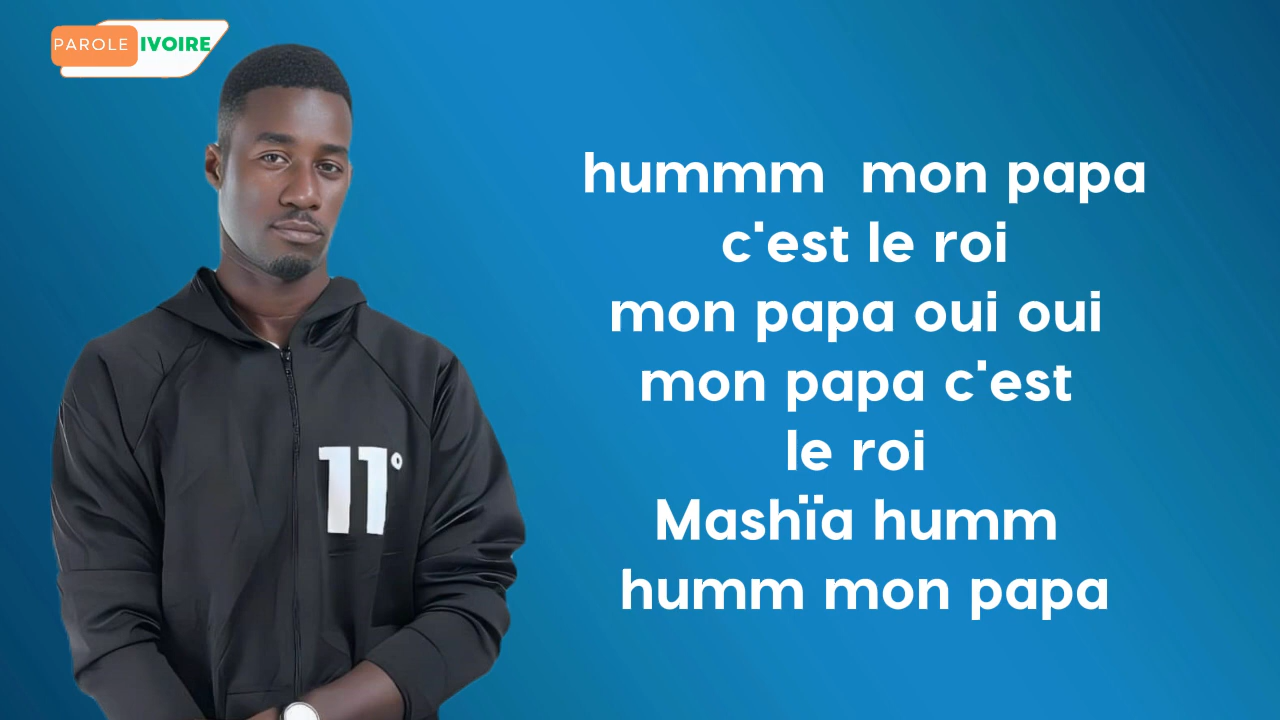 PAROLE IVOIRE
hummm  mon papa
c'est le roi
mon papa oui oui
mon papa c'est
le roi
Mashïa humm
humm mon papa
11°